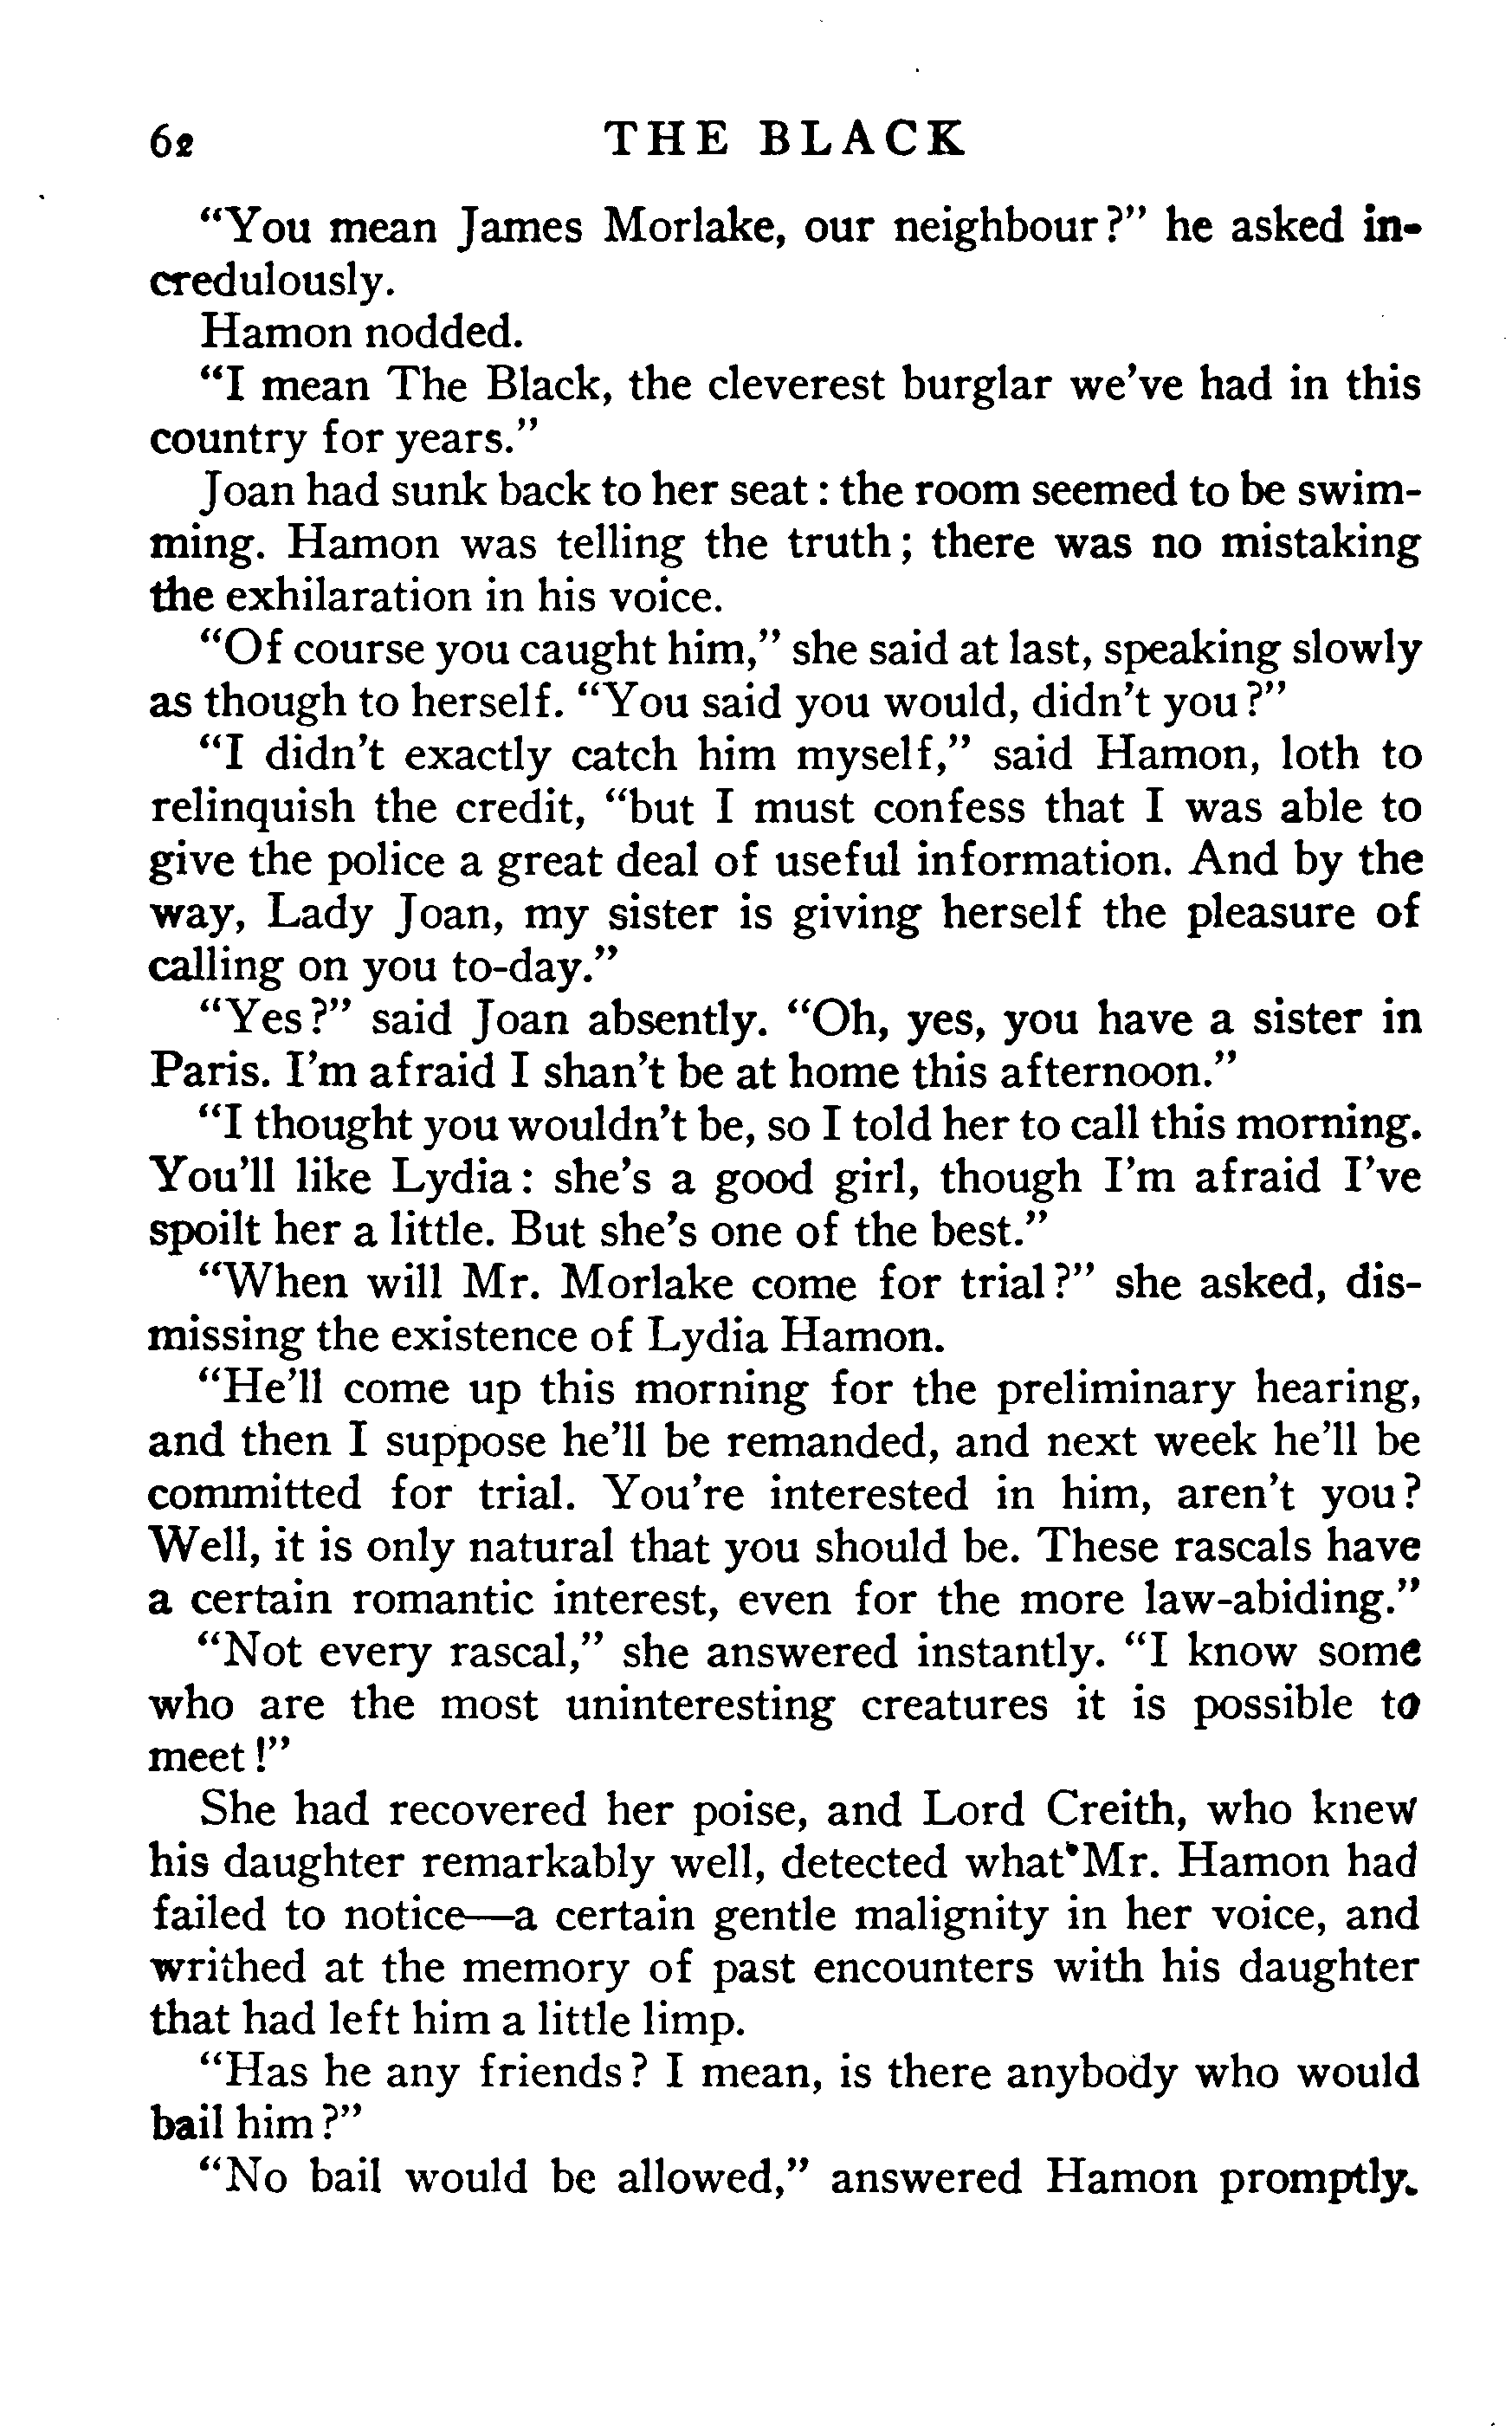 62 THE BLACK
"You mean James Morlake, our neighbour?" he asked in-
credulously.
Hamon nodded.
"I mean The Black, the cleverest burglar we've had in this
country for years."
Joan had sunk back to her seat: the room seemed to be swim-
ming. Hamon was telling the truth; there was no mistaking
the exhilaration in his voice.
"Of course you caught him," she said at last, speaking slowly
as though to herself. "You said you would, didn't you?"
"I didn't exactly catch him myself," said Hamon, loth to
relinquish the credit, "but I must confess that I was able to
give the police a great deal of useful information. And by the
way, Lady Joan, my sister is giving herself the pleasure of
calling on you to-day."
"Yes?" said Joan absently. "Oh, yes, you have a sister in
Paris. I'm afraid I shan't be at home this afternoon."
"I thought you wouldn't be, so I told her to call this morning.
You'll like Lydia: she's a good girl, though I'm afraid I've
spoilt her a little. But she's one of the best."
"When will Mr. Morlake come for trial?" she asked, dis-
missing the existence of Lydia Hamon.
"He'll come up this morning for the preliminary hearing,
and then I suppose he'll be remanded, and next week he'll be
committed for trial. You're interested in him, aren't you?
Well, it is only natural that you should be. These rascals have
a certain romantic interest, even for the more law-abiding."
"Not every rascal," she answered instantly. "I know some
who are the most uninteresting creatures it is possible to
meet!"
She had recovered her poise, and Lord Creith, who knew
his daughter remarkably well, detected what Mr. Hamon had
failed to notice—a certain gentle malignity in her voice, and
writhed at the memory of past encounters with his daughter
that had left him a little limp.
"Has he any friends? I mean, is there anybody who would
bail him?"
"No bail would be allowed," answered Hamon promptly.